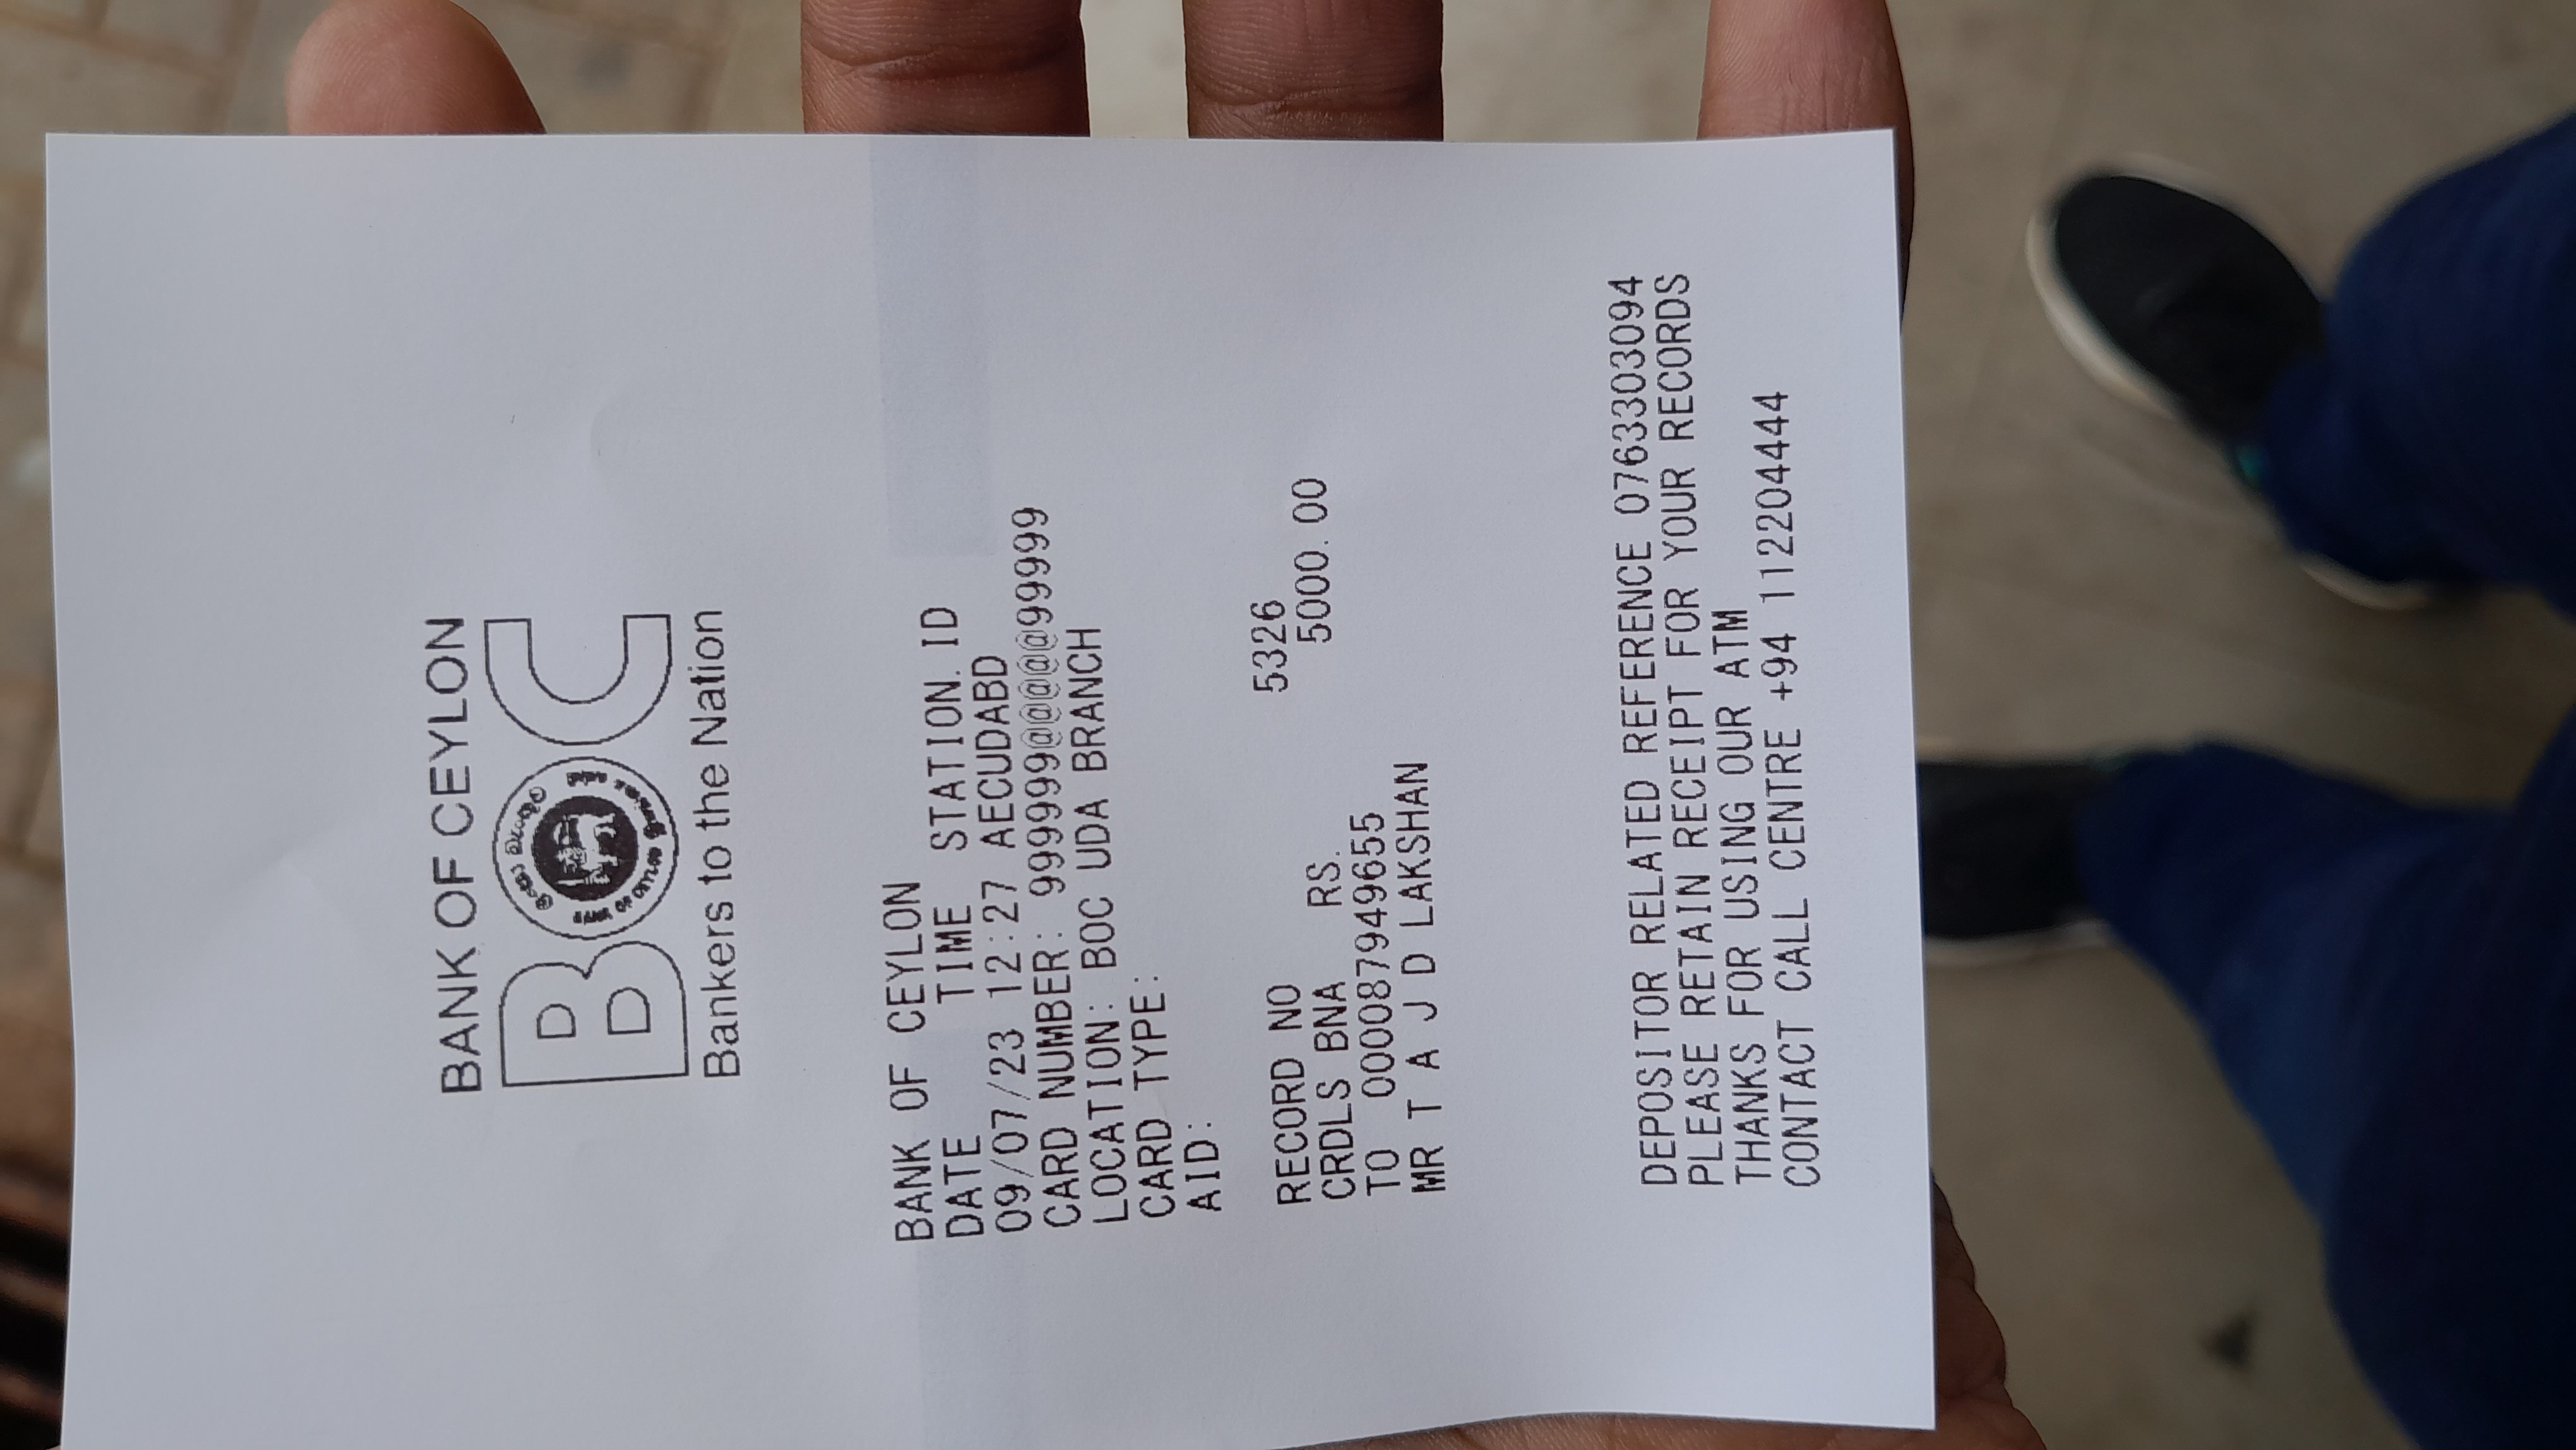 BANK OF CEYLON
BOC
Bankers to the Nation
BANK OF CEYLON
DATE TIME STATION. ID
09/07/23 12:27 AECUDABD
CARD NUMBER: 999999@@@@@99999
LOCATION: BOC UDA BRANCH
CARD TYPE:
AID:
RECORD NO 5326
CRDLS BNA RS. 5000.00
TO 000087949655
MR T A J D LAKSHAN
DEPOSITOR RELATED REFERENCE 0763303094
PLEASE RETAIN RECEIPT FOR YOUR RECORDS
THANKS FOR USING OUR ATM
CONTACT CALL CENTRE +94 112204444